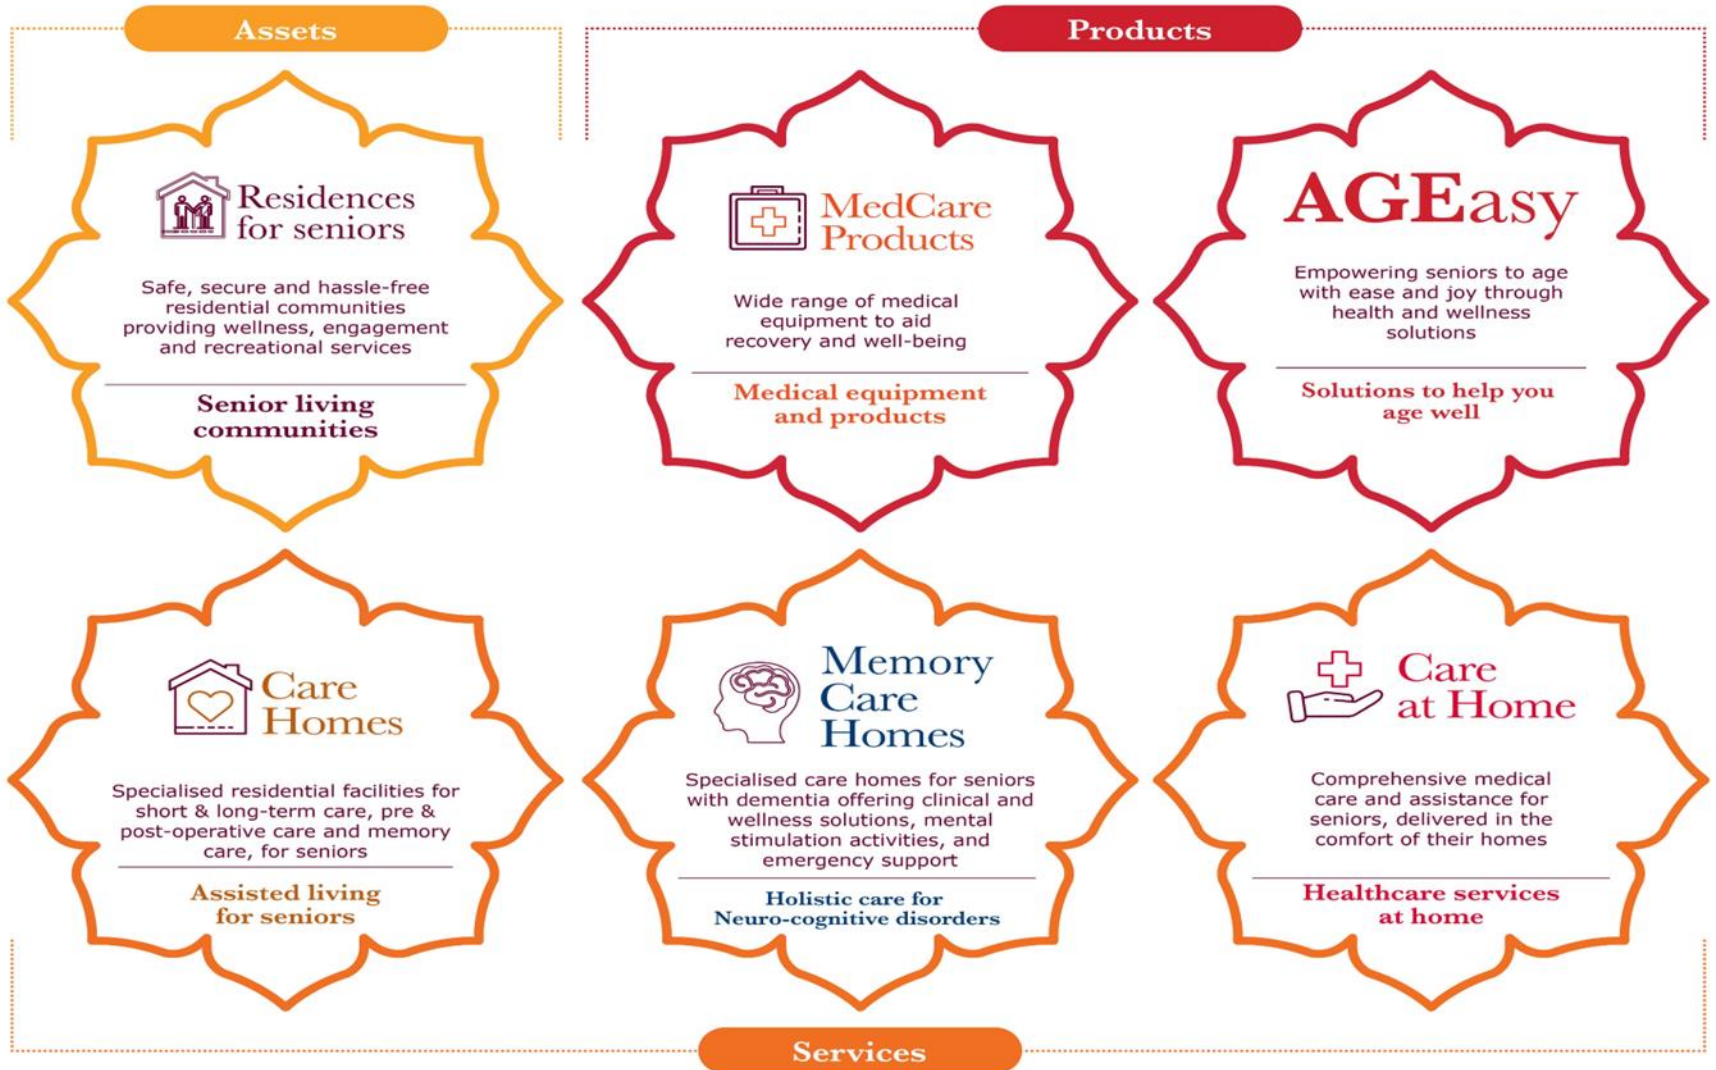 Assets
Products
Residences
for seniors
Safe, secure and hassle-free
residential communities
providing wellness, engagement
and recreational services
Senior living
communities
MedCare
Products
Wide range of medical
equipment to aid
recovery and well-being
Medical equipment
and products
AGEasy
Empowering seniors to age
with ease and joy through
health and wellness
solutions
Solutions to help you
age well
Care
Homes
Specialised residential facilities for
short & long-term care, pre &
post-operative care and memory
care, for seniors
Assisted living
for seniors
Memory
Care
Homes
Specialised care homes for seniors
with dementia offering clinical and
wellness solutions, mental
stimulation activities, and
emergency support
Holistic care for
Neuro-cognitive disorders
Care
at Home
Comprehensive medical
care and assistance for
seniors, delivered in the
comfort of their homes
Healthcare services
at home
Services